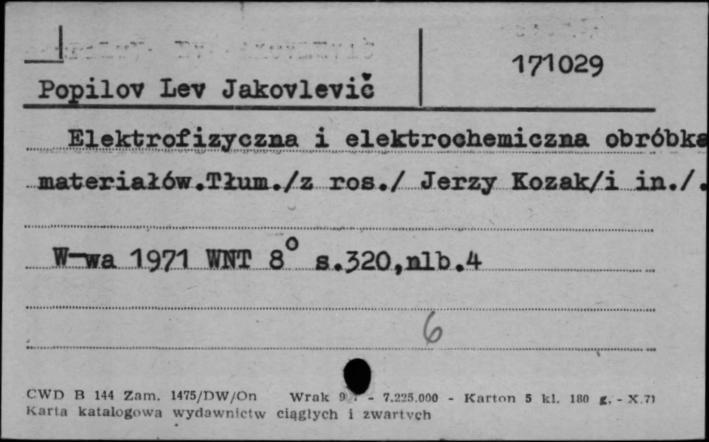 171029
Popilov Lev Jakovlevič
Elektrofizyczna i elektrochemiczna obróbka
materiałów.Tłum./z ros./ Jerzy Kozak/i in./.
W-wa 1971 WNT 8° s.320,nlb.4
6
CWD B 144 Zam. 1475/DW/On Wrak - 7.225.000 - Karton 5 kl. 180 g. - X.71
Karta katalogowa wydawnictw ciągłych i zwartych